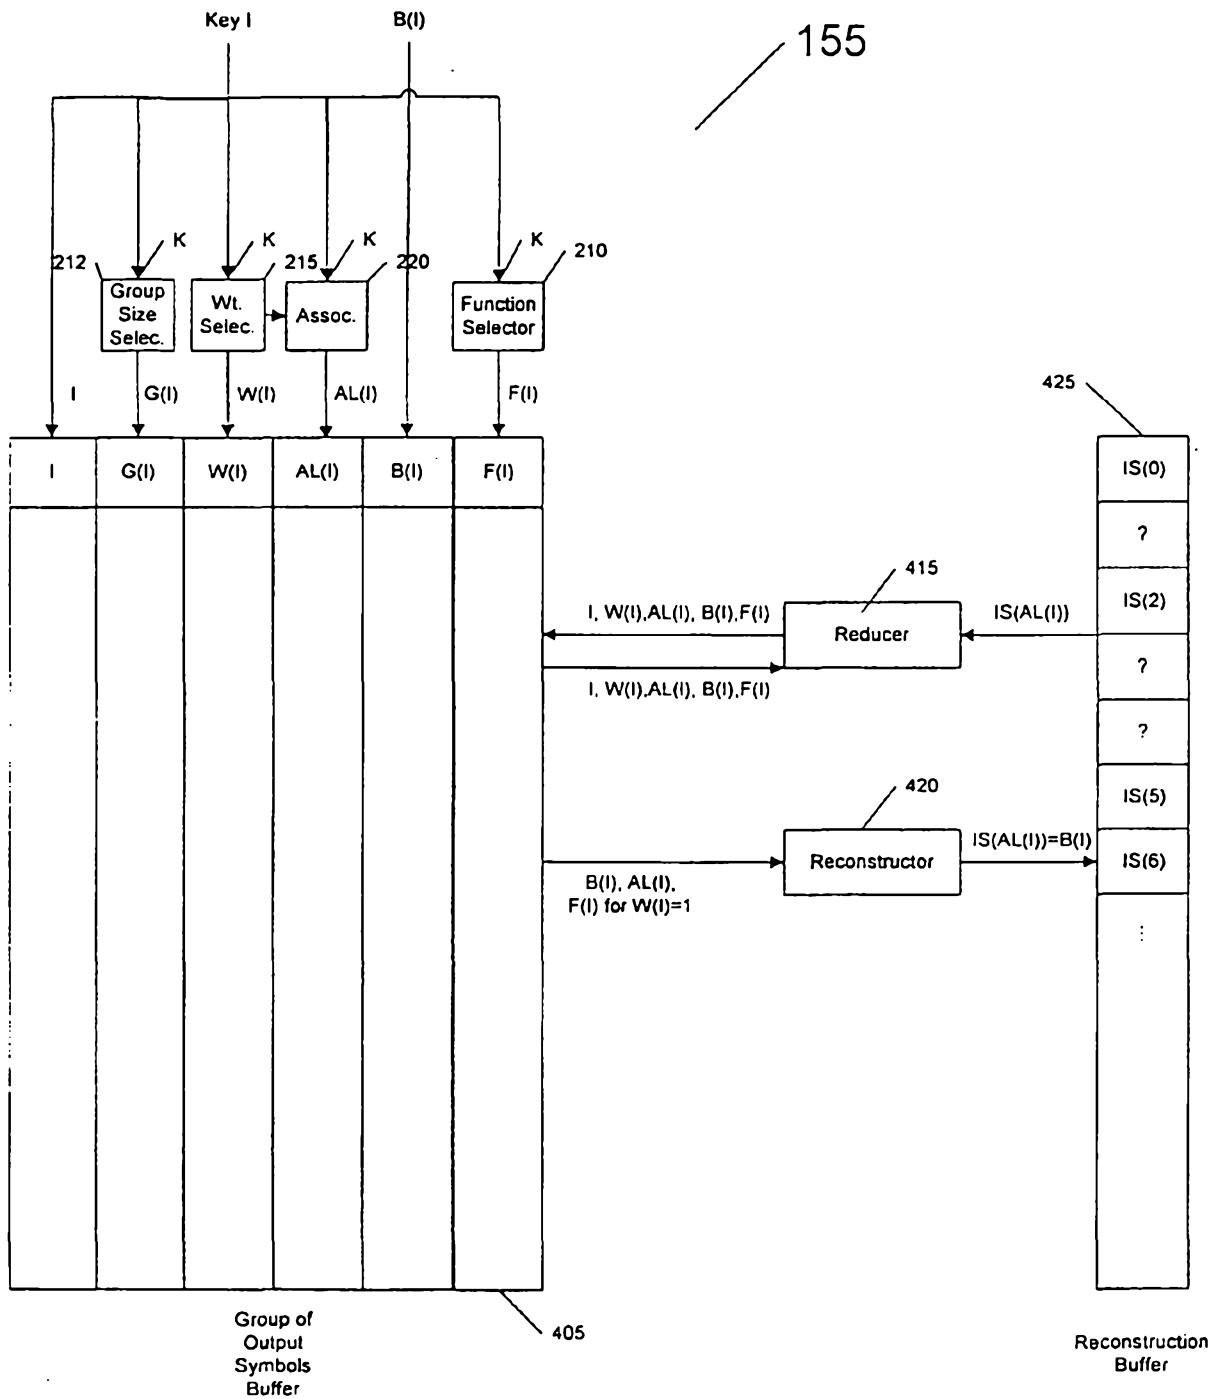 Key I
B(I)
155
K
K
K
K
212
215
220
210
Group
Size
Selec.
Wt.
Selec.
Assoc.
Function
Selector
I
G(I)
W(I)
AL(I)
F(I)
425
I
G(I)
W(I)
AL(I)
B(I)
F(I)
IS(0)
?
IS(2)
?
?
IS(5)
IS(6)
⋮
415
I, W(I),AL(I), B(I),F(I)
Reducer
IS(AL(I))
I, W(I),AL(I), B(I),F(I)
420
Reconstructor
IS(AL(I))=B(I)
B(I), AL(I),
F(I) for W(I)=1
405
Group of
Output
Symbols
Buffer
Reconstruction
Buffer